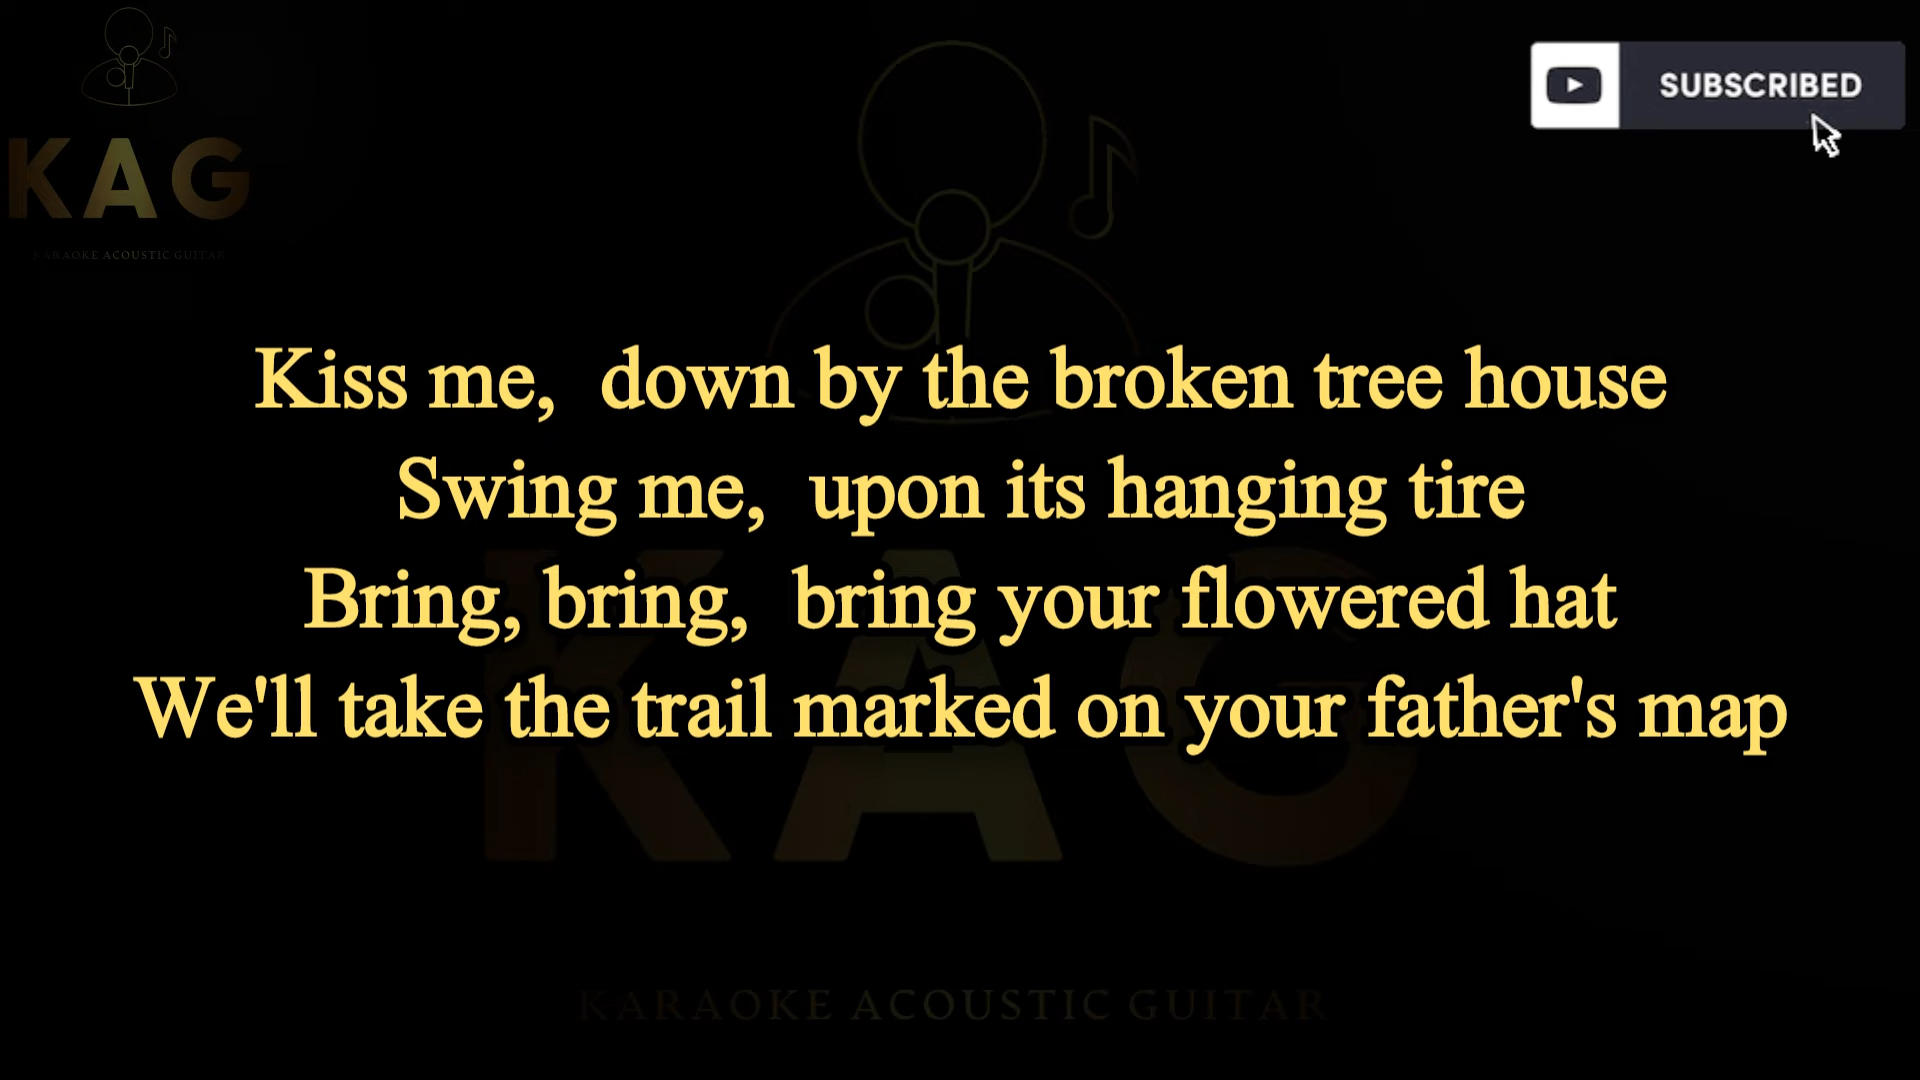 KAG
KARAOKE ACOUSTIC GUITAR
SUBSCRIBED
Kiss me,  down by the broken tree house
Swing me,  upon its hanging tire
Bring, bring,  bring your flowered hat
We'll take the trail marked on your father's map
KAG
KARAOKE ACOUSTIC GUITAR